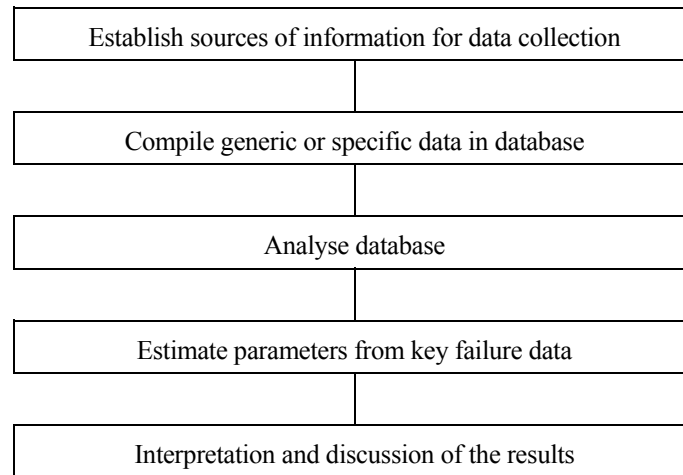 Establish sources of information for data collection
Compile generic or specific data in database
Analyse database
Estimate parameters from key failure data
Interpretation and discussion of the results